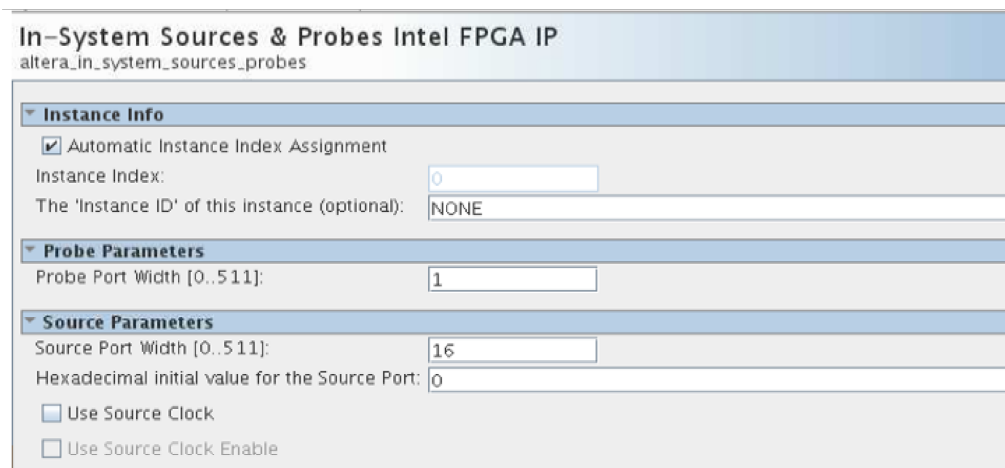 In-System Sources & Probes Intel FPGA IP
altera_in_system_sources_probes
Instance Info
Automatic Instance Index Assignment
Instance Index: 0
The 'Instance ID' of this instance (optional): NONE
Probe Parameters
Probe Port Width [0..511]: 1
Source Parameters
Source Port Width [0..511]: 16
Hexadecimal initial value for the Source Port: 0
Use Source Clock
Use Source Clock Enable